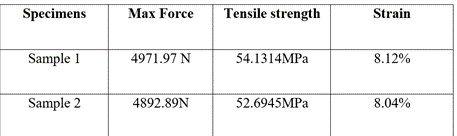 Specimens Max Force Tensile strength Strain
Sample 1 4971.97 N 54.1314MPa 8.12%
Sample 2 4892.89N 52.6945MPa 8.04%